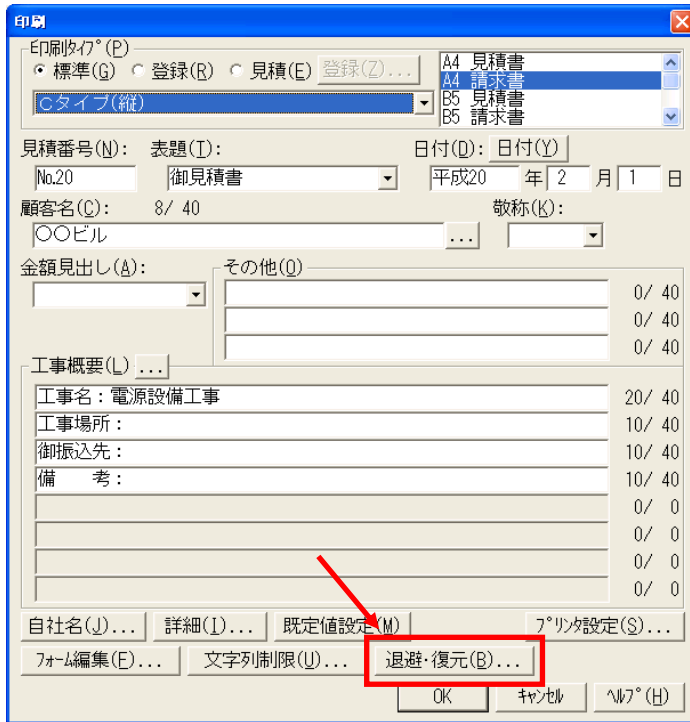 印刷
印刷ﾀｲﾌﾟ(P)
標準(G) 登録(R) 見積(E) 登録(Z)...
Cタイプ(縦)
A4 見積書
A4 請求書
B5 見積書
B5 請求書
見積番号(N): 表題(T): 日付(D): 日付(Y)
No.20 御見積書 平成20 年 2 月 1 日
顧客名(C): 8/ 40 敬称(K):
〇〇ビル ...
金額見出し(A): その他(O)
0/ 40
0/ 40
0/ 40
工事概要(L) ...
工事名：電源設備工事 20/ 40
工事場所： 10/ 40
御振込先： 10/ 40
備　　考： 10/ 40
0/ 0
0/ 0
0/ 0
0/ 0
自社名(J)... 詳細(I)... 既定値設定(M) ﾌﾟﾘﾝﾀ設定(S)...
ﾌｫｰﾑ編集(F)... 文字列制限(U)... 退避･復元(B)...
OK ｷｬﾝｾﾙ ﾍﾙﾌﾟ(H)